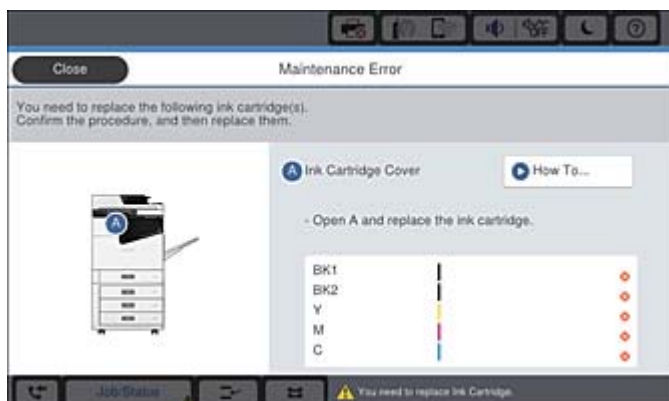 OFF
?
Close
Maintenance Error
You need to replace the following ink cartridge(s).
Confirm the procedure, and then replace them.
A Ink Cartridge Cover
How To...
A
- Open A and replace the ink cartridge.
BK1
BK2
Y
M
C
Job/Status
You need to replace Ink Cartridge.